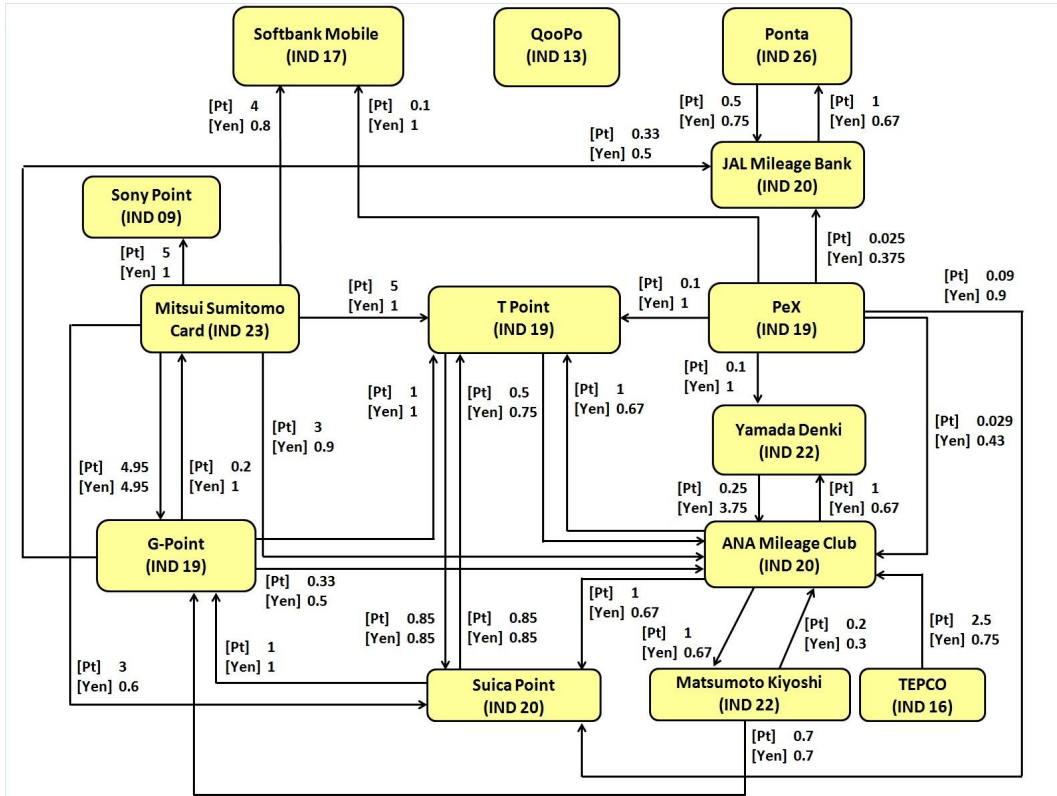 Softbank Mobile
(IND 17)
QooPo
(IND 13)
Ponta
(IND 26)
[Pt] 4
[Yen] 0.8
[Pt] 0.1
[Yen] 1
[Pt] 0.5
[Yen] 0.75
[Pt] 1
[Yen] 0.67
[Pt] 0.33
[Yen] 0.5
JAL Mileage Bank
(IND 20)
Sony Point
(IND 09)
[Pt] 5
[Yen] 1
[Pt] 0.025
[Yen] 0.375
[Pt] 0.09
[Yen] 0.9
Mitsui Sumitomo
Card (IND 23)
[Pt] 5
[Yen] 1
T Point
(IND 19)
[Pt] 0.1
[Yen] 1
PeX
(IND 19)
[Pt] 0.1
[Yen] 1
[Pt] 1
[Yen] 1
[Pt] 0.5
[Yen] 0.75
[Pt] 1
[Yen] 0.67
[Pt] 3
[Yen] 0.9
Yamada Denki
(IND 22)
[Pt] 0.029
[Yen] 0.43
[Pt] 4.95
[Yen] 4.95
[Pt] 0.2
[Yen] 1
[Pt] 0.25
[Yen] 3.75
[Pt] 1
[Yen] 0.67
G-Point
(IND 19)
ANA Mileage Club
(IND 20)
[Pt] 0.33
[Yen] 0.5
[Pt] 1
[Yen] 0.67
[Pt] 0.85
[Yen] 0.85
[Pt] 0.85
[Yen] 0.85
[Pt] 1
[Yen] 0.67
[Pt] 0.2
[Yen] 0.3
[Pt] 2.5
[Yen] 0.75
[Pt] 1
[Yen] 1
[Pt] 3
[Yen] 0.6
Suica Point
(IND 20)
Matsumoto Kiyoshi
(IND 22)
TEPCO
(IND 16)
[Pt] 0.7
[Yen] 0.7